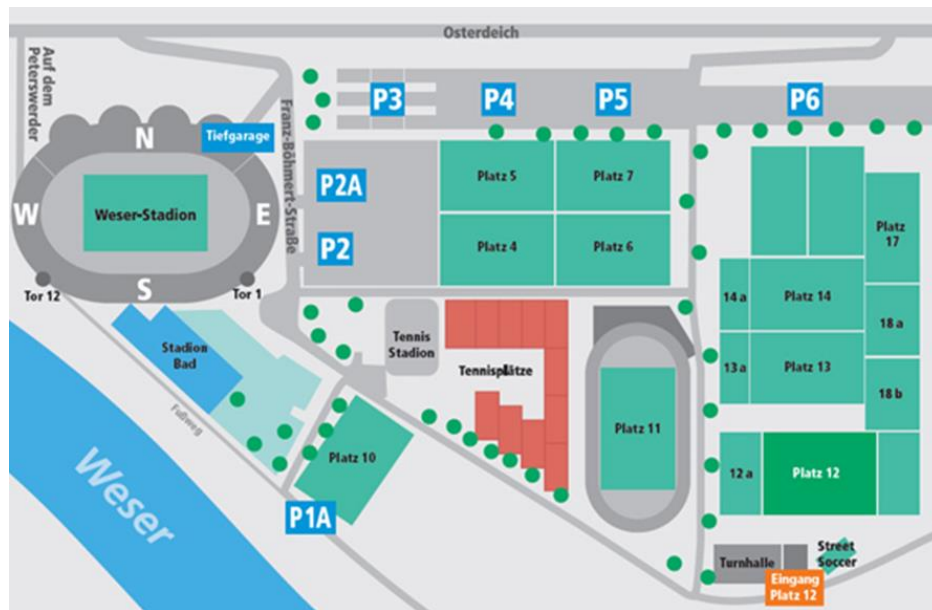 Osterdeich
Auf dem
Peterswerder
Franz-Böhmert-Straße
P3
P4
P5
P6
N
Tiefgarage
W
Weser-Stadion
E
S
Tor 12
Tor 1
P2A
P2
Platz 5
Platz 7
Platz 4
Platz 6
Platz
17
14 a
Platz 14
18 a
13 a
Platz 13
18 b
Stadion
Bad
Fußweg
Tennis
Stadion
Tennisplätze
Platz 11
Platz 10
P1A
Weser
12 a
Platz 12
Turnhalle
Street
Soccer
Eingang
Platz 12